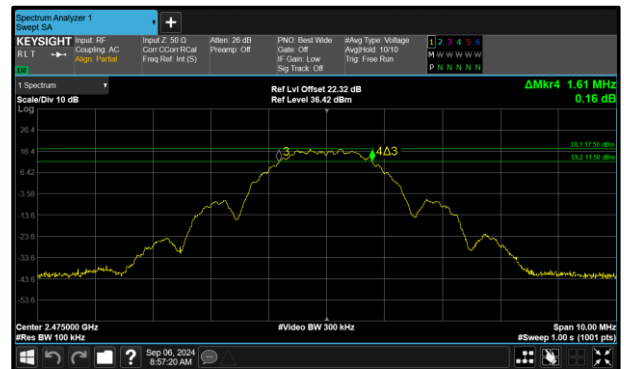 Spectrum Analyzer 1
Swept SA
KEYSIGHT
RLT
LW
Input: RF
Coupling: AC
Align: Partial
Input Z: 50 Ω
Corr CCorr RCal
Freq Ref: Int (S)
Atten: 26 dB
Preamp: Off
PNO: Best Wide
Gate: Off
IF Gain: Low
Sig Track: Off
#Avg Type: Voltage
Avg|Hold: 10/10
Trig: Free Run
1 2 3 4 5 6
M W W W W W
P N N N N N
1 Spectrum
Scale/Div 10 dB
Log
Ref Lvl Offset 22.32 dB
Ref Level 36.42 dBm
ΔMkr4 1.61 MHz
0.16 dB
26.4
16.4
6.42
-3.58
-13.6
-23.6
-33.6
-43.6
-53.6
3
4Δ3
DL1 17.50 dBm
DL2 11.50 dBm
Center 2.475000 GHz
#Res BW 100 kHz
#Video BW 300 kHz
Span 10.00 MHz
#Sweep 1.00 s (1001 pts)
?
Sep 06, 2024
8:57:20 AM